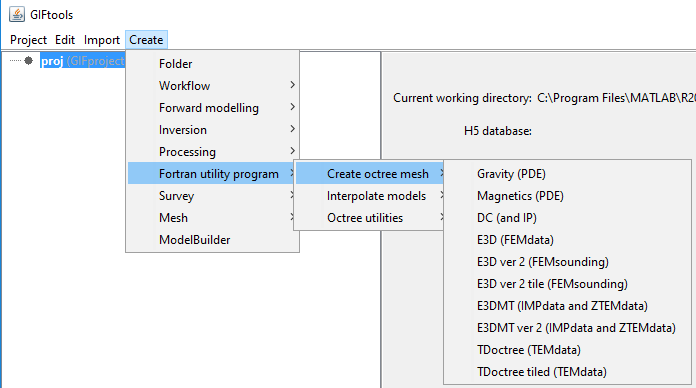 GIFtools
Project Edit Import Create
proj (GIFproject
Folder
Workflow
Forward modelling
Inversion
Processing
Fortran utility program
Survey
Mesh
ModelBuilder
Create octree mesh
Interpolate models
Octree utilities
Gravity (PDE)
Magnetics (PDE)
DC (and IP)
E3D (FEMdata)
E3D ver 2 (FEMsounding)
E3D ver 2 tile (FEMsounding)
E3DMT (IMPdata and ZTEMdata)
E3DMT ver 2 (IMPdata and ZTEMdata)
TDoctree (TEMdata)
TDoctree tiled (TEMdata)
Current working directory: C:\Program Files\MATLAB\R20
H5 database: